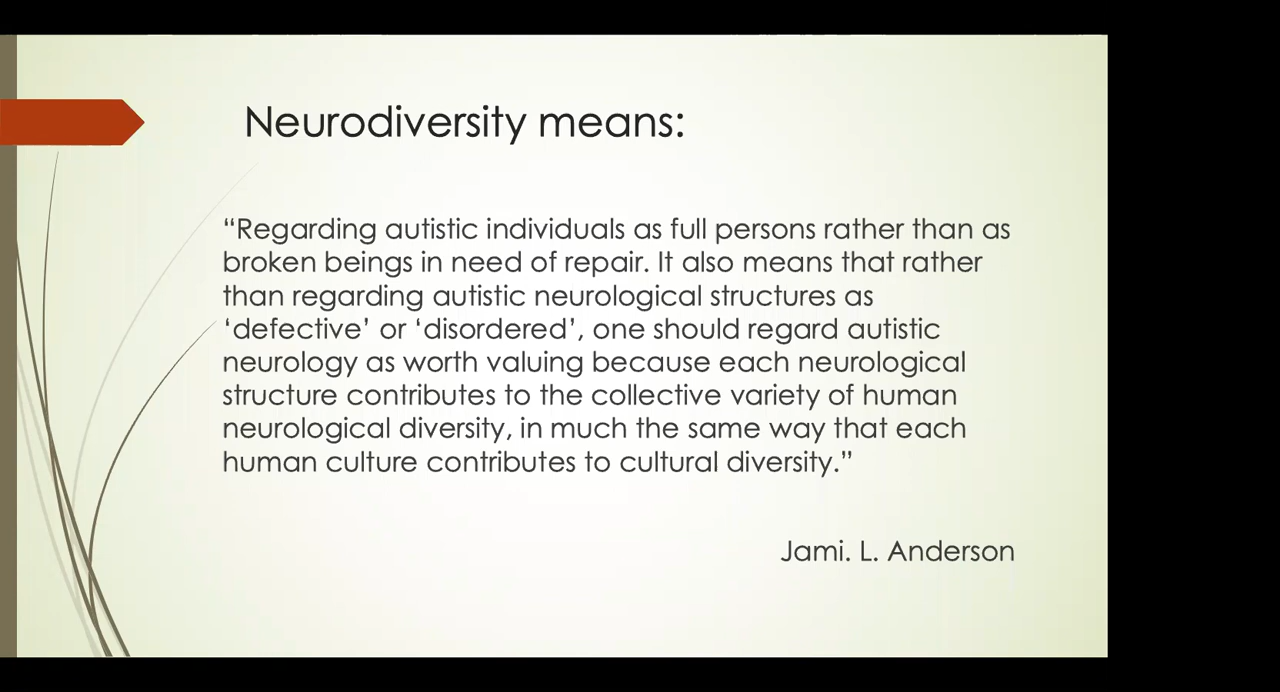 Neurodiversity means:
“Regarding autistic individuals as full persons rather than as
broken beings in need of repair. It also means that rather
than regarding autistic neurological structures as
‘defective’ or ‘disordered’, one should regard autistic
neurology as worth valuing because each neurological
structure contributes to the collective variety of human
neurological diversity, in much the same way that each
human culture contributes to cultural diversity.”
Jami. L. Anderson